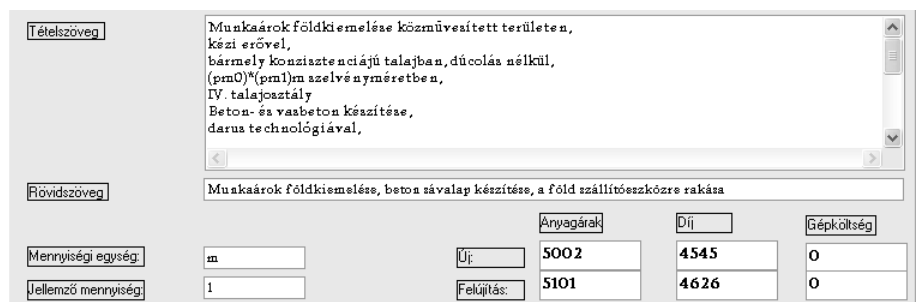 Tételszöveg
Munkaárok földkiemelése közművesített területen,
kézi erővel,
bármely konzisztenciájú talajban, dúcolás nélkül,
(pm0)*(pm1)m szelvényméretben,
IV. talajosztály
Beton- és vasbeton készítése,
darus technológiával,
Rövidszöveg
Munkaárok földkiemelése, beton sávalap készítése, a föld szállítóeszközre rakása
Anyagárak Díj Gépköltség
Mennyiségi egység: m Új: 5002 4545 0
Jellemző mennyiség: 1 Felújítás: 5101 4626 0